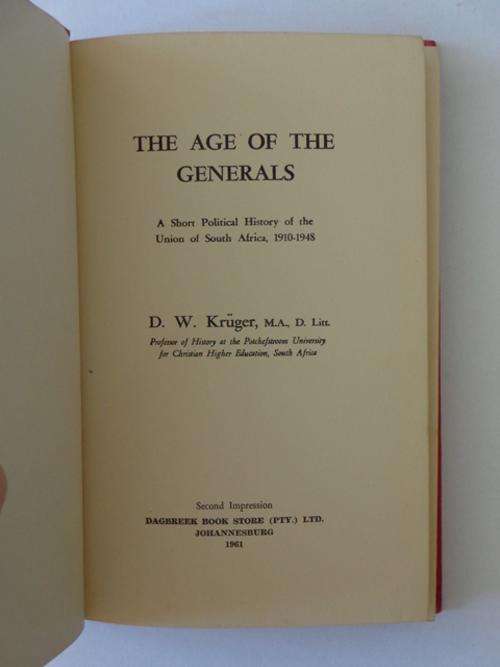 THE AGE OF THE
GENERALS
A Short Political History of the
Union of South Africa, 1910-1948
D. W. Krüger, M.A., D. Litt.
Professor of History at the Potchefstroom University
for Christian Higher Education, South Africa
Second Impression
DAGBREEK BOOK STORE (PTY.) LTD.
JOHANNESBURG
1961